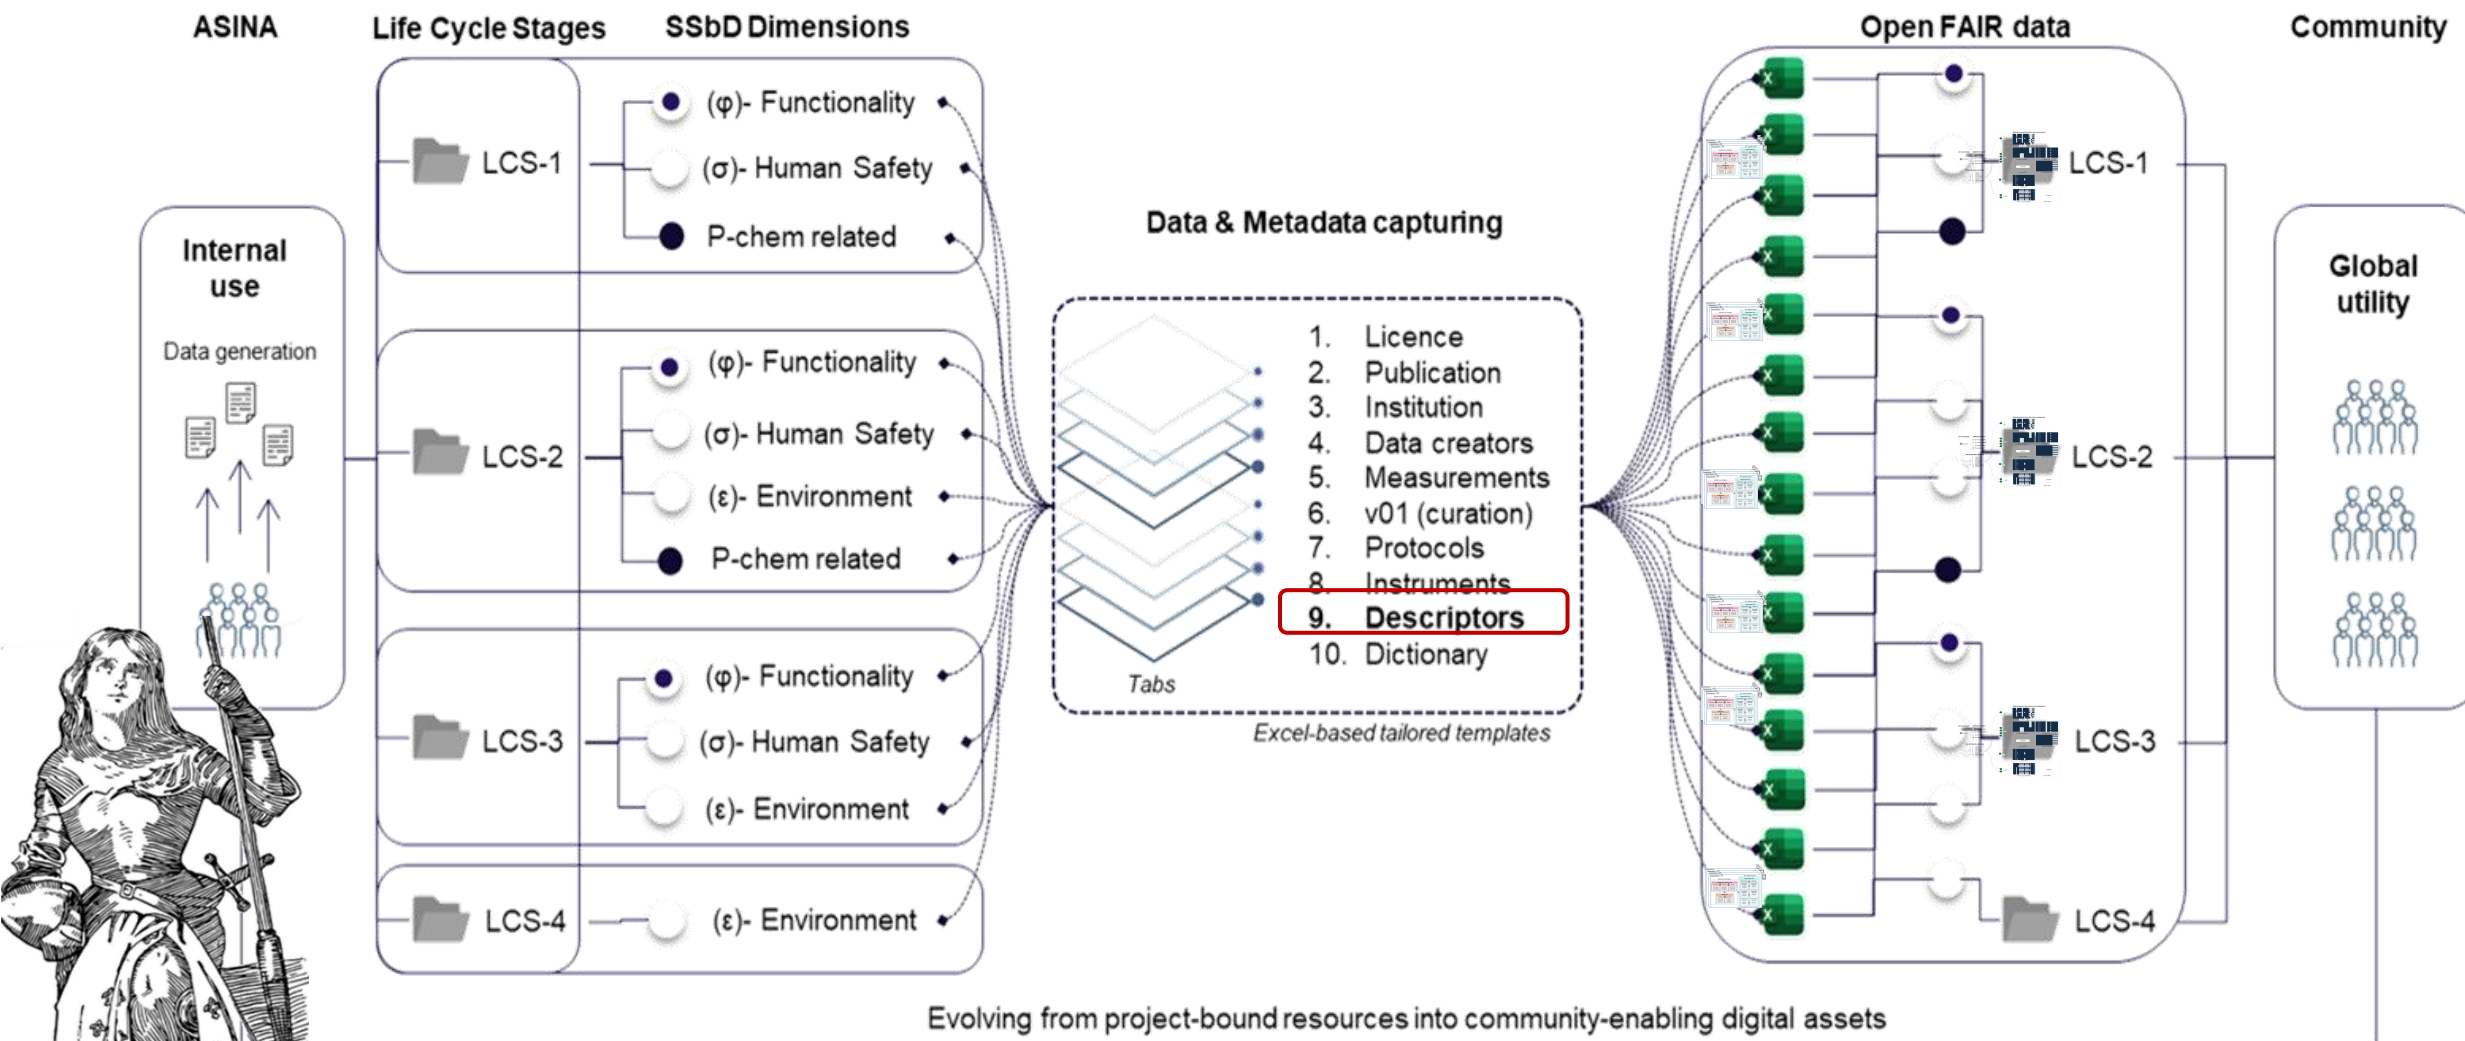 ASINA
Life Cycle Stages
SSbD Dimensions
Open FAIR data
Community
Internal
use
Data generation
LCS-1
(φ)- Functionality
(σ)- Human Safety
P-chem related
LCS-2
(φ)- Functionality
(σ)- Human Safety
(ε)- Environment
P-chem related
LCS-3
(φ)- Functionality
(σ)- Human Safety
(ε)- Environment
LCS-4
(ε)- Environment
Data & Metadata capturing
1. Licence
2. Publication
3. Institution
4. Data creators
5. Measurements
6. v01 (curation)
7. Protocols
8. Instruments
9. Descriptors
10. Dictionary
Tabs
Excel-based tailored templates
LCS-1
LCS-2
LCS-3
LCS-4
Global
utility
Evolving from project-bound resources into community-enabling digital assets